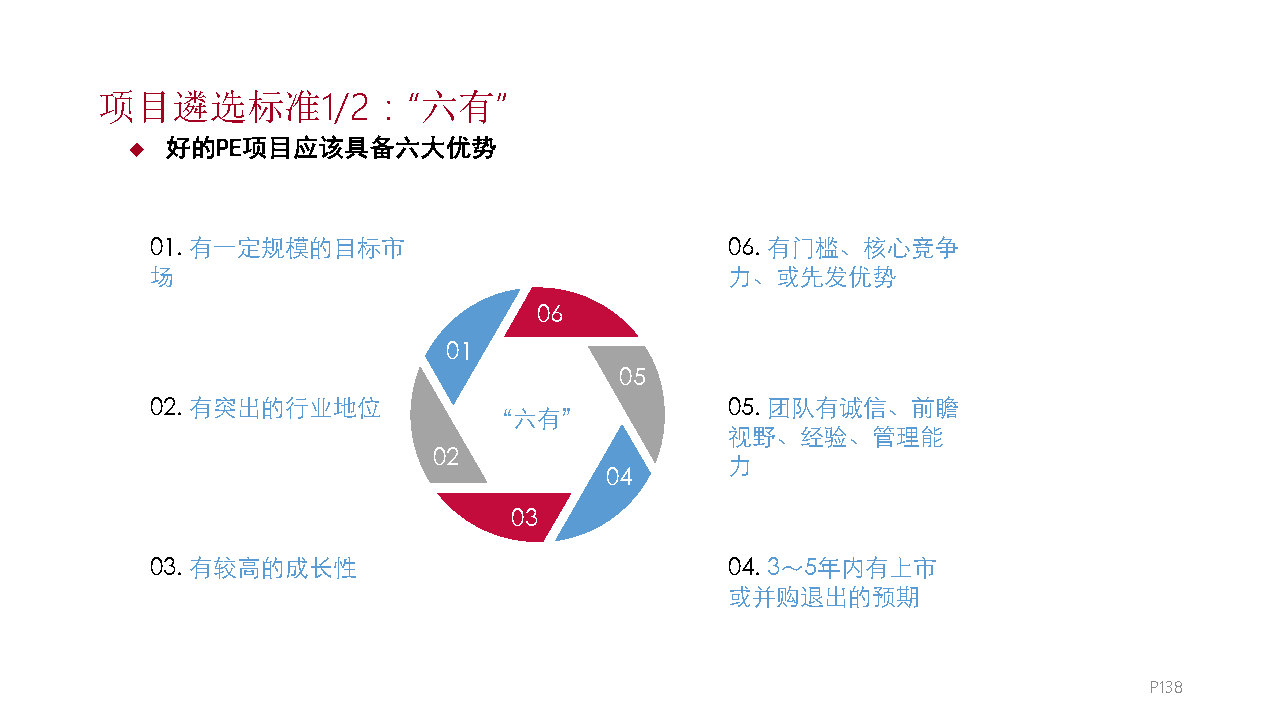 项目遴选标准1/2：“六有”
◆ 好的PE项目应该具备六大优势
01. 有一定规模的目标市
场
02. 有突出的行业地位
03. 有较高的成长性
06
01
05
“六有”
02
04
03
06. 有门槛、核心竞争
力、或先发优势
05. 团队有诚信、前瞻
视野、经验、管理能
力
04. 3～5年内有上市
或并购退出的预期
P138